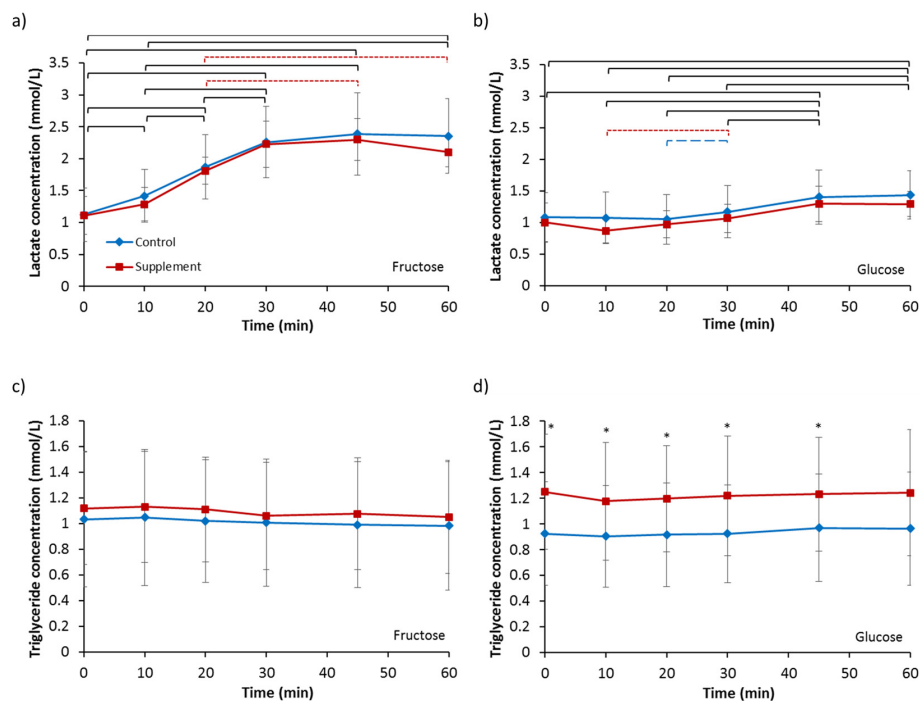 a)
Lactate concentration (mmol/L)
3.5
3
2.5
2
1.5
1
0.5
0
Control
Supplement
Fructose
0 10 20 30 40 50 60
Time (min)
b)
Lactate concentration (mmol/L)
3.5
3
2.5
2
1.5
1
0.5
0
Glucose
0 10 20 30 40 50 60
Time (min)
c)
Triglyceride concentration (mmol/L)
1.8
1.6
1.4
1.2
1
0.8
0.6
0.4
0.2
0
Fructose
0 10 20 30 40 50 60
Time (min)
d)
Triglyceride concentration (mmol/L)
1.8
1.6
1.4
1.2
1
0.8
0.6
0.4
0.2
0
* * * * *
Glucose
0 10 20 30 40 50 60
Time (min)